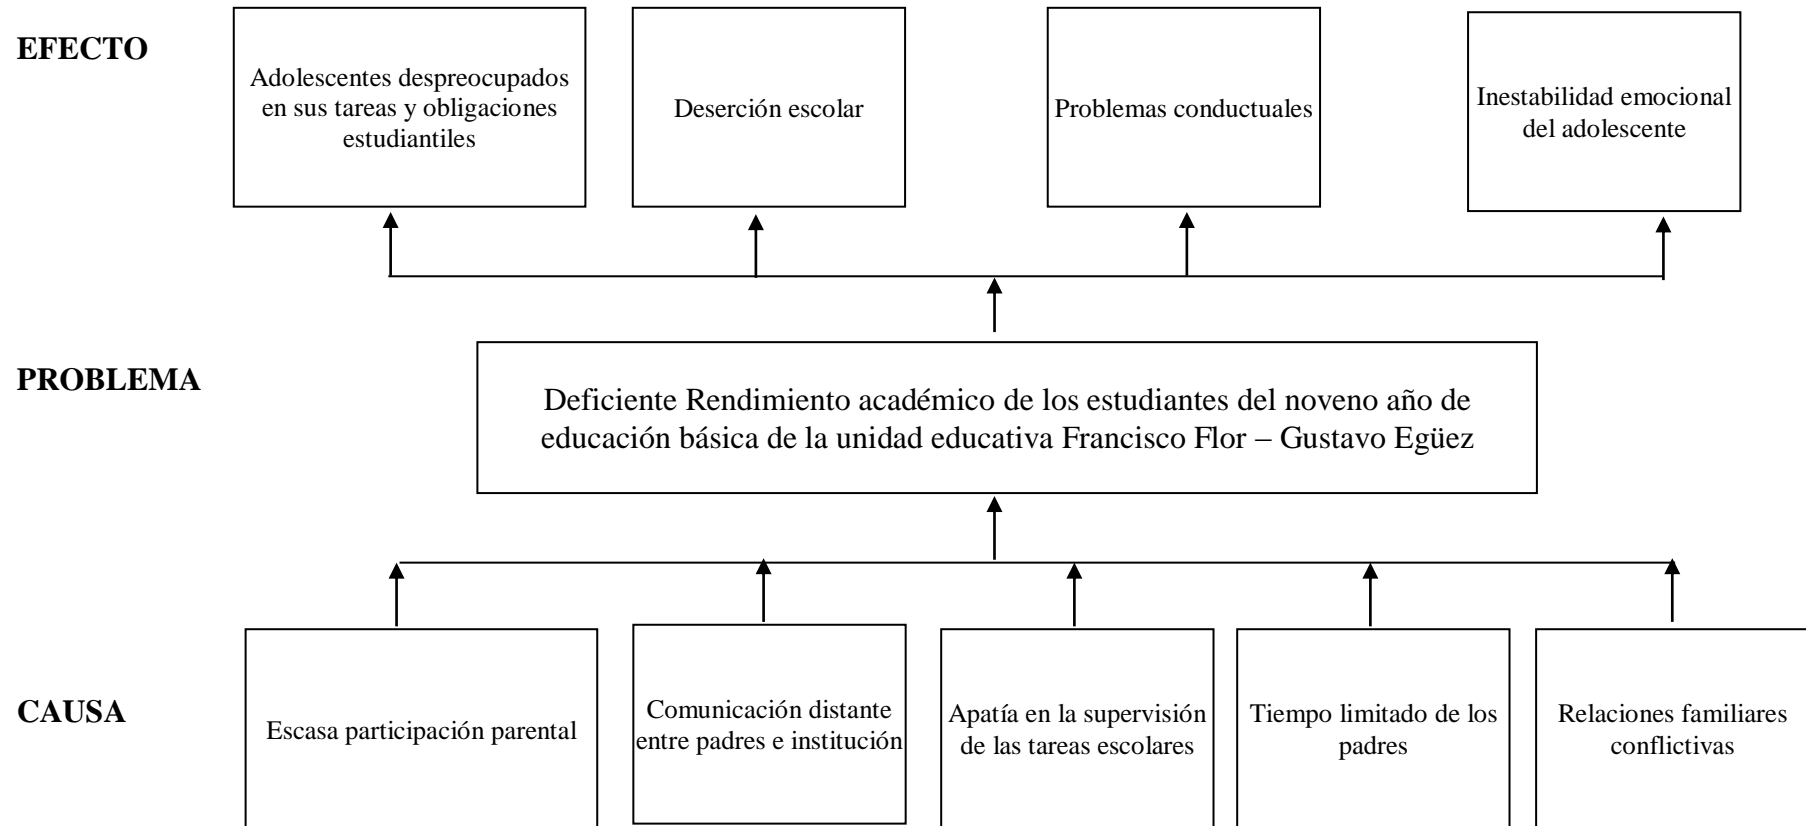 EFECTO
Adolescentes despreocupados
en sus tareas y obligaciones
estudiantiles
Deserción escolar
Problemas conductuales
Inestabilidad emocional
del adolescente
PROBLEMA
Deficiente Rendimiento académico de los estudiantes del noveno año de
educación básica de la unidad educativa Francisco Flor – Gustavo Egüez
CAUSA
Escasa participación parental
Comunicación distante
entre padres e institución
Apatía en la supervisión
de las tareas escolares
Tiempo limitado de los
padres
Relaciones familiares
conflictivas